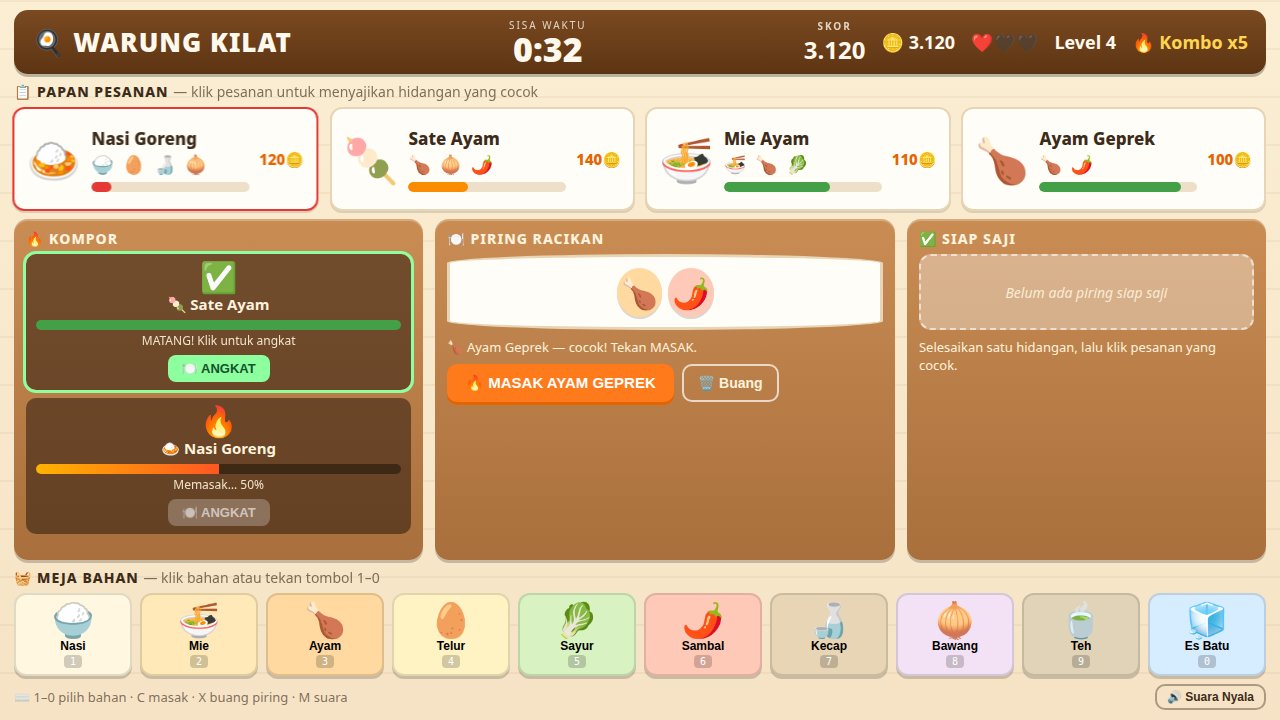 WARUNG KILAT
SISA WAKTU
0:32
SKOR
3.120
3.120
Level 4
Kombo x5
PAPAN PESANAN — klik pesanan untuk menyajikan hidangan yang cocok
Nasi Goreng
120
Sate Ayam
140
Mie Ayam
110
Ayam Geprek
100
KOMPOR
Sate Ayam
MATANG! Klik untuk angkat
ANGKAT
Nasi Goreng
Memasak... 50%
ANGKAT
PIRING RACIKAN
Ayam Geprek — cocok! Tekan MASAK.
MASAK AYAM GEPREK
Buang
SIAP SAJI
Belum ada piring siap saji
Selesaikan satu hidangan, lalu klik pesanan yang
cocok.
MEJA BAHAN — klik bahan atau tekan tombol 1–0
Nasi
1
Mie
2
Ayam
3
Telur
4
Sayur
5
Sambal
6
Kecap
7
Bawang
8
Teh
9
Es Batu
0
1–0 pilih bahan · C masak · X buang piring · M suara
Suara Nyala